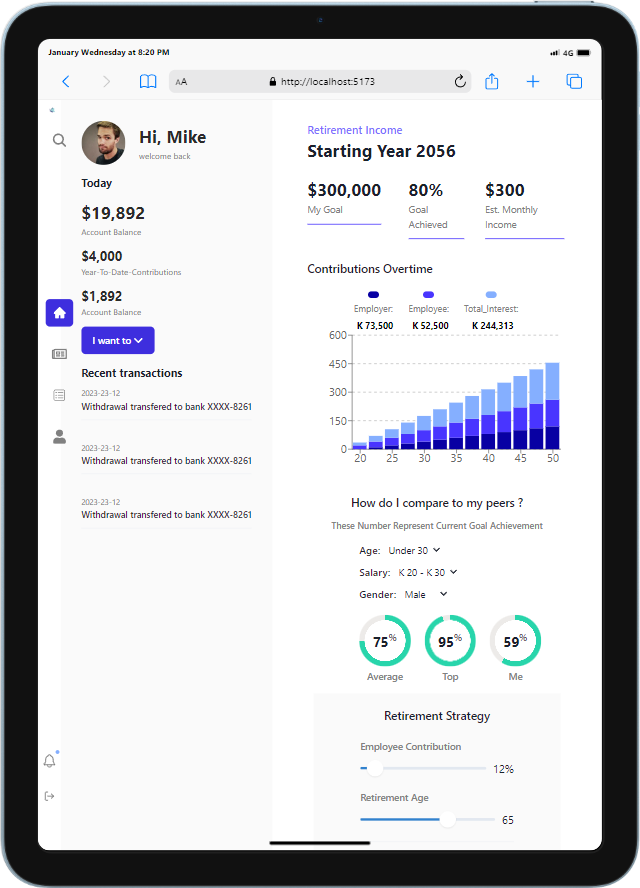 January Wednesday at 8:20 PM
4G
AA
http://localhost:5173
Hi, Mike
welcome back
Today
$19,892
Account Balance
$4,000
Year-To-Date-Contributions
$1,892
Account Balance
I want to
Recent transactions
2023-23-12
Withdrawal transfered to bank XXXX-8261
2023-23-12
Withdrawal transfered to bank XXXX-8261
2023-23-12
Withdrawal transfered to bank XXXX-8261
Retirement Income
Starting Year 2056
$300,000 80% $300
My Goal Goal Est. Monthly
Achieved Income
Contributions Overtime
Employer: Employee: Total_Interest:
K 73,500 K 52,500 K 244,313
600
450
300
150
0
20 25 30 35 40 45 50
How do I compare to my peers ?
These Number Represent Current Goal Achievement
Age: Under 30
Salary: K 20 - K 30
Gender: Male
75% 95% 59%
Average Top Me
Retirement Strategy
Employee Contribution
12%
Retirement Age
65